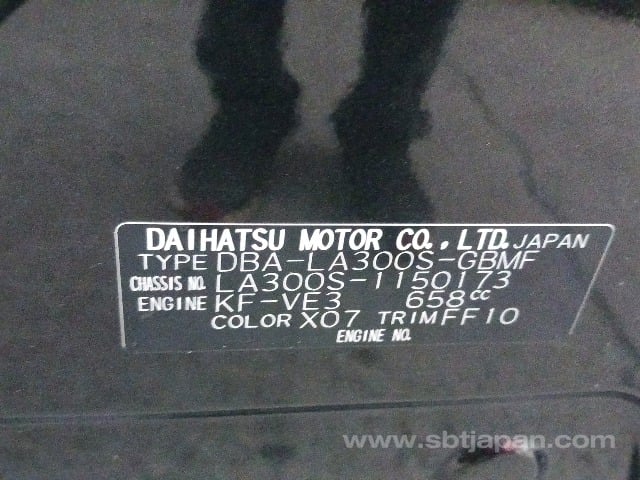 DAIHATSU MOTOR CO., LTD. JAPAN
TYPE DBA-LA300S-GBMF
CHASSIS NO. LA300S-1150173
ENGINE KF-VE3 658cc
COLOR X07 TRIM FF10
ENGINE NO.
www.sbtjapan.com